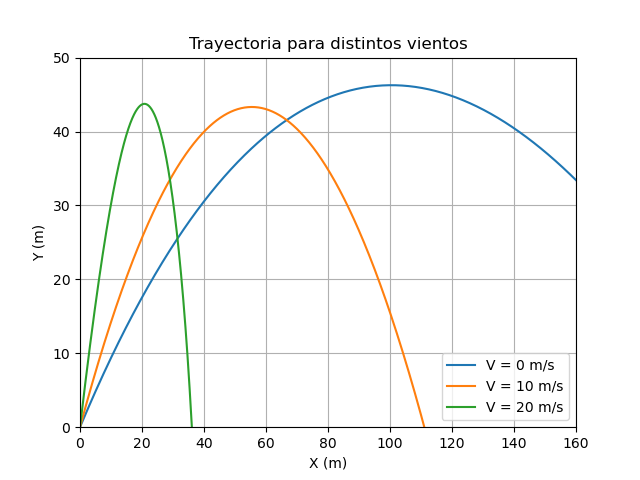 Trayectoria para distintos vientos
Y (m)
50
40
30
20
10
0
0 20 40 60 80 100 120 140 160
X (m)
V = 0 m/s
V = 10 m/s
V = 20 m/s